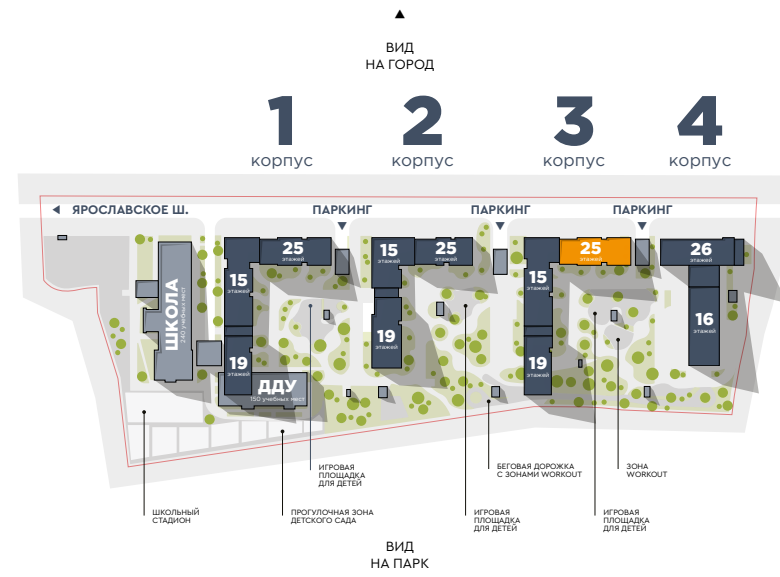 ВИД
НА ГОРОД
1
корпус
2
корпус
3
корпус
4
корпус
ЯРОСЛАВСКОЕ Ш.
ПАРКИНГ
ПАРКИНГ
ПАРКИНГ
ШКОЛА
240 учебных мест
15
этажей
25
этажей
19
этажей
ДДУ
150 учебных мест
15
этажей
25
этажей
19
этажей
15
этажей
25
этажей
19
этажей
26
этажей
16
этажей
ИГРОВАЯ
ПЛОЩАДКА
ДЛЯ ДЕТЕЙ
БЕГОВАЯ ДОРОЖКА
С ЗОНАМИ WORKOUT
ЗОНА
WORKOUT
ШКОЛЬНЫЙ
СТАДИОН
ПРОГУЛОЧНАЯ ЗОНА
ДЕТСКОГО САДА
ИГРОВАЯ
ПЛОЩАДКА
ДЛЯ ДЕТЕЙ
ИГРОВАЯ
ПЛОЩАДКА
ДЛЯ ДЕТЕЙ
ВИД
НА ПАРК